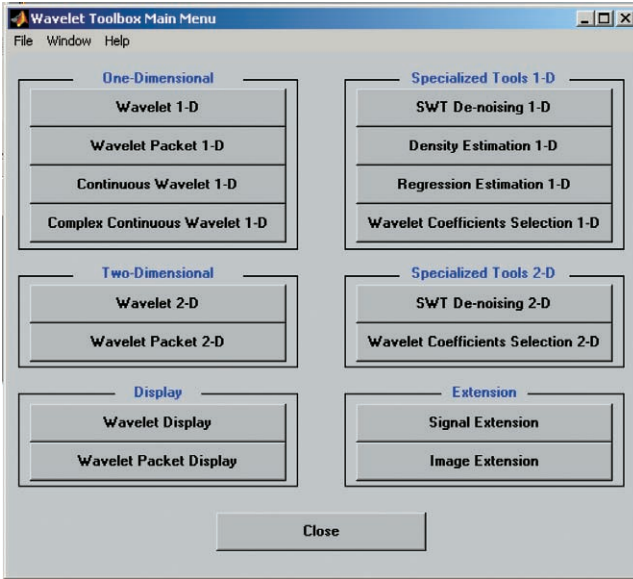 Wavelet Toolbox Main Menu
File Window Help
One-Dimensional
Wavelet 1-D
Wavelet Packet 1-D
Continuous Wavelet 1-D
Complex Continuous Wavelet 1-D
Two-Dimensional
Wavelet 2-D
Wavelet Packet 2-D
Display
Wavelet Display
Wavelet Packet Display
Specialized Tools 1-D
SWT De-noising 1-D
Density Estimation 1-D
Regression Estimation 1-D
Wavelet Coefficients Selection 1-D
Specialized Tools 2-D
SWT De-noising 2-D
Wavelet Coefficients Selection 2-D
Extension
Signal Extension
Image Extension
Close